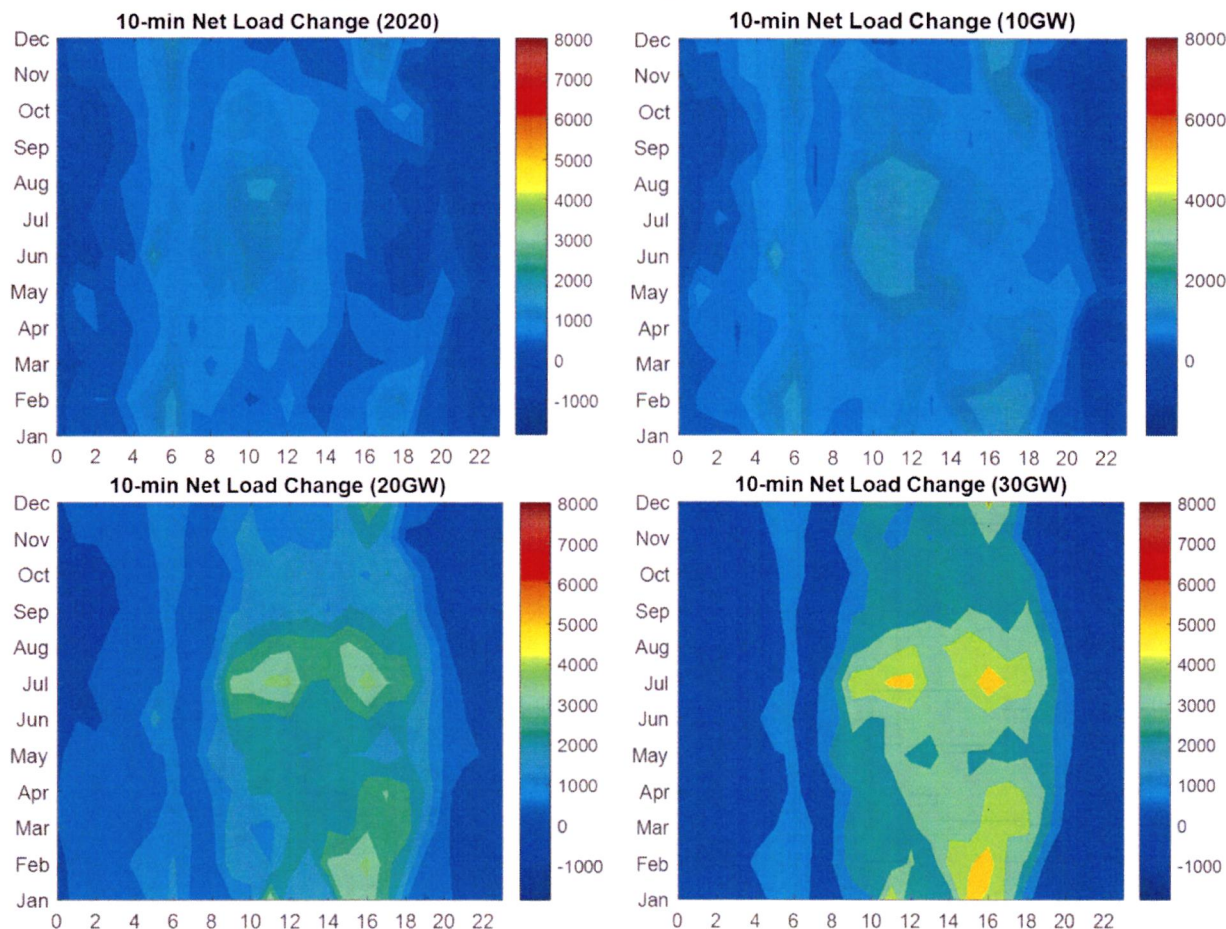 10-min Net Load Change (2020)
Dec
Nov
Oct
Sep
Aug
Jul
Jun
May
Apr
Mar
Feb
Jan
0 2 4 6 8 10 12 14 16 18 20 22
8000
7000
6000
5000
4000
3000
2000
1000
0
-1000
10-min Net Load Change (10GW)
Dec
Nov
Oct
Sep
Aug
Jul
Jun
May
Apr
Mar
Feb
Jan
0 2 4 6 8 10 12 14 16 18 20 22
8000
7000
6000
5000
4000
3000
2000
1000
0
-1000
10-min Net Load Change (20GW)
Dec
Nov
Oct
Sep
Aug
Jul
Jun
May
Apr
Mar
Feb
Jan
0 2 4 6 8 10 12 14 16 18 20 22
8000
7000
6000
5000
4000
3000
2000
1000
0
-1000
10-min Net Load Change (30GW)
Dec
Nov
Oct
Sep
Aug
Jul
Jun
May
Apr
Mar
Feb
Jan
0 2 4 6 8 10 12 14 16 18 20 22
8000
7000
6000
5000
4000
3000
2000
1000
0
-1000